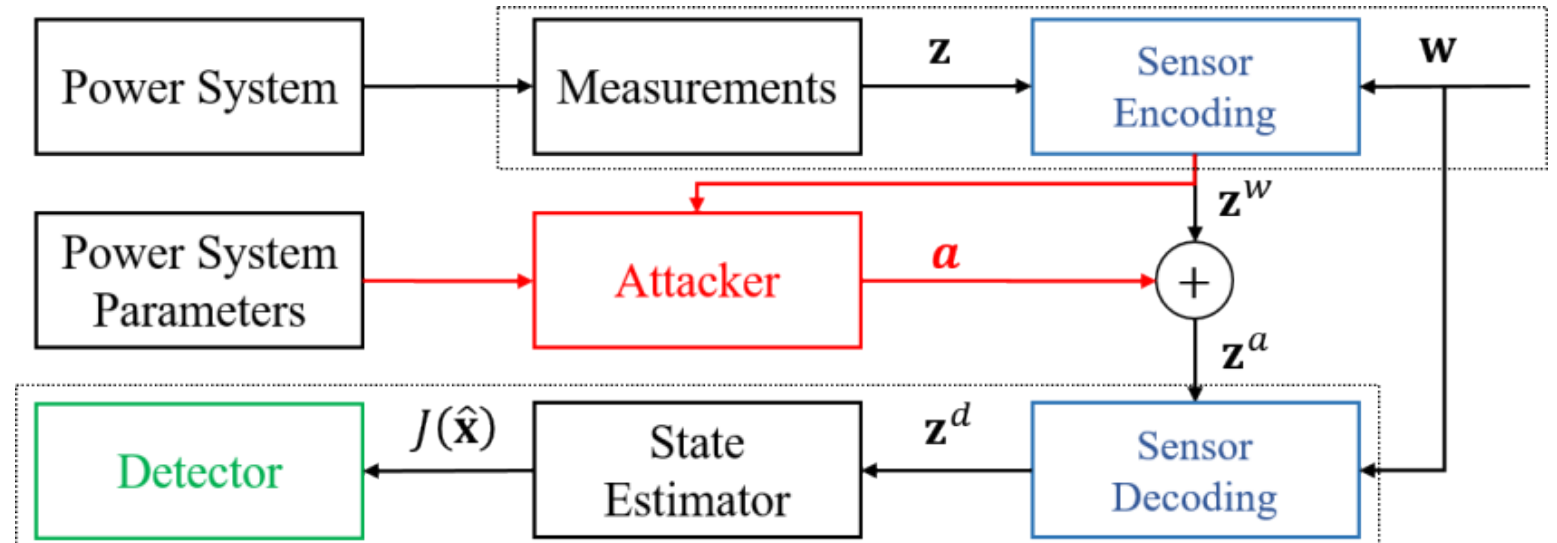 Power System
Measurements
z
Sensor
Encoding
w
z^w
Power System
Parameters
Attacker
a
+
z^a
Detector
J(x̂)
State
Estimator
z^d
Sensor
Decoding